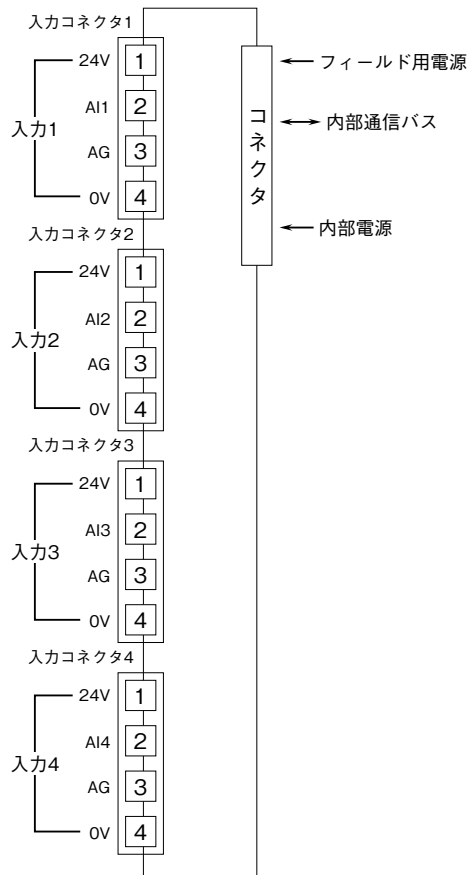 入力コネクタ1
24V 1
AI1 2
入力1
AG 3
0V 4
コネクタ
フィールド用電源
内部通信バス
内部電源
入力コネクタ2
24V 1
AI2 2
入力2
AG 3
0V 4
入力コネクタ3
24V 1
AI3 2
入力3
AG 3
0V 4
入力コネクタ4
24V 1
AI4 2
入力4
AG 3
0V 4